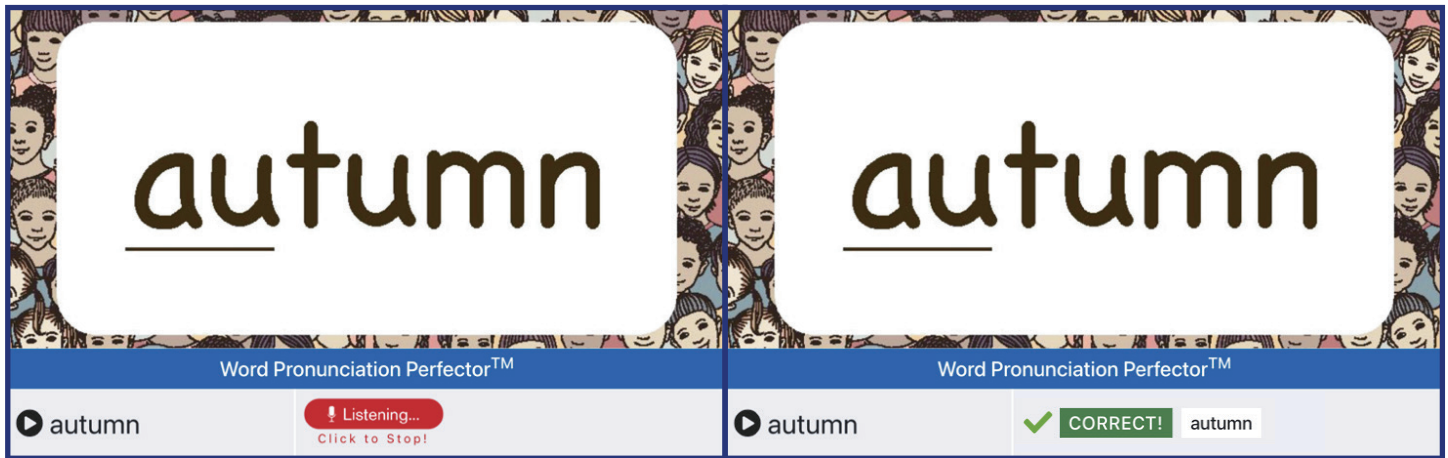 autumn
Word Pronunciation Perfector™
autumn
Listening...
Click to Stop!
autumn
Word Pronunciation Perfector™
autumn
CORRECT! autumn